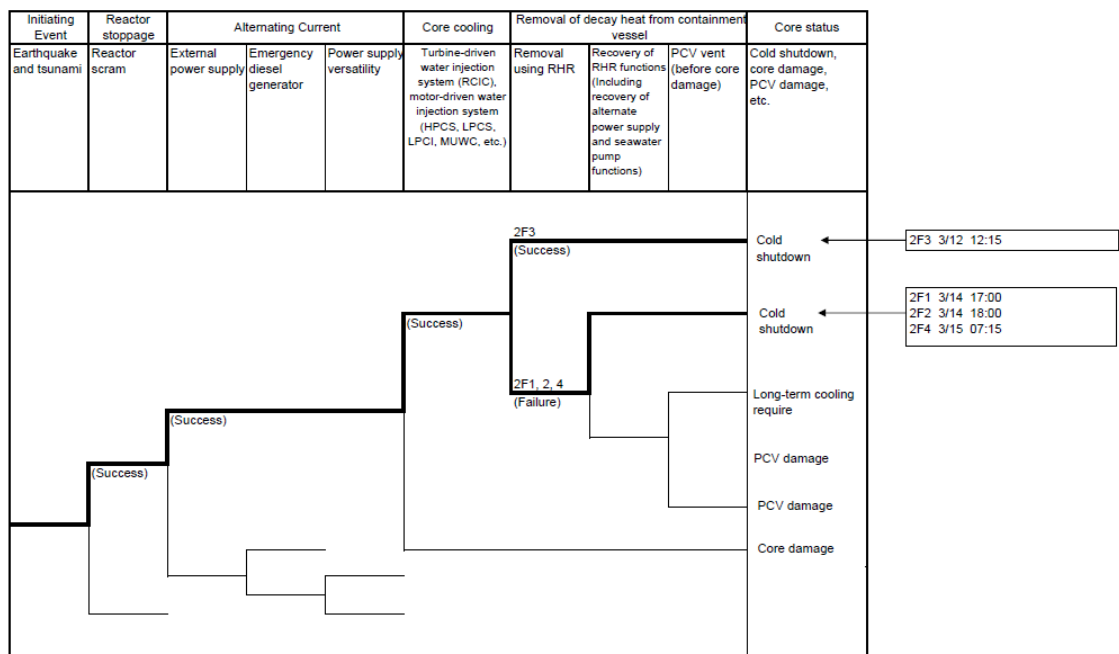 Initiating
Event
Reactor
stoppage
Alternating Current
Core cooling
Removal of decay heat from containment
vessel
Core status
Earthquake
and tsunami
Reactor
scram
External
power supply
Emergency
diesel
generator
Power supply
versatility
Turbine-driven
water injection
system (RCIC),
motor-driven water
injection system
(HPCS, LPCS,
LPCI, MUWC, etc.)
Removal
using RHR
Recovery of
RHR functions
(Including
recovery of
alternate
power supply
and seawater
pump
functions)
PCV vent
(before core
damage)
Cold shutdown,
core damage,
PCV damage,
etc.
2F3
(Success)
Cold
shutdown
2F3 3/12 12:15
(Success)
Cold
shutdown
2F1 3/14 17:00
2F2 3/14 18:00
2F4 3/15 07:15
2F1, 2, 4
(Failure)
Long-term cooling
require
(Success)
PCV damage
(Success)
PCV damage
Core damage